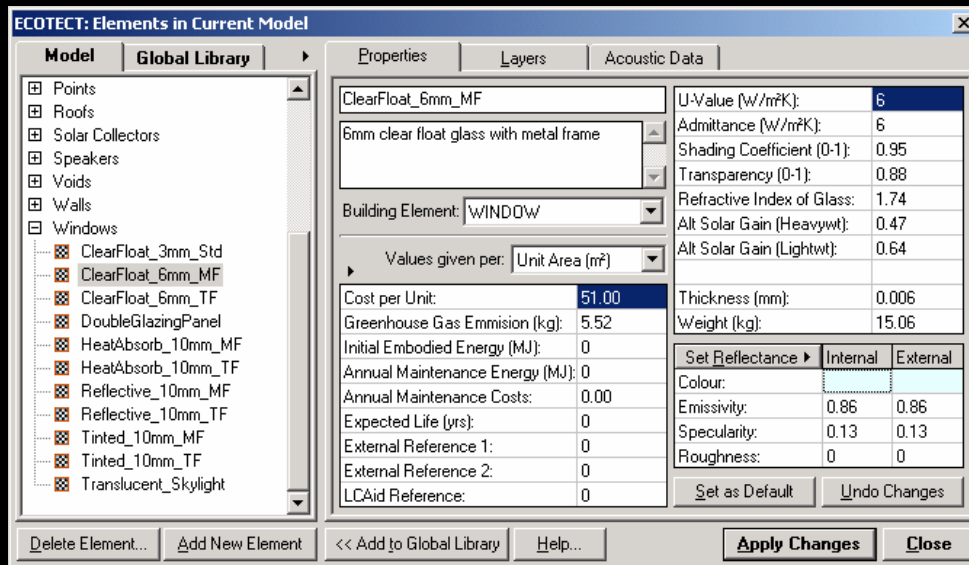 ECOTECT: Elements in Current Model
Model Global Library
Points
Roofs
Solar Collectors
Speakers
Voids
Walls
Windows
ClearFloat_3mm_Std
ClearFloat_6mm_MF
ClearFloat_6mm_TF
DoubleGlazingPanel
HeatAbsorb_10mm_MF
HeatAbsorb_10mm_TF
Reflective_10mm_MF
Reflective_10mm_TF
Tinted_10mm_MF
Tinted_10mm_TF
Translucent_Skylight
Properties Layers Acoustic Data
ClearFloat_6mm_MF
6mm clear float glass with metal frame
Building Element: WINDOW
Values given per: Unit Area (m²)
Cost per Unit: 51.00
Greenhouse Gas Emmision (kg): 5.52
Initial Embodied Energy (MJ): 0
Annual Maintenance Energy (MJ): 0
Annual Maintenance Costs: 0.00
Expected Life (yrs): 0
External Reference 1: 0
External Reference 2: 0
LCAid Reference: 0
U-Value (W/m²K): 6
Admittance (W/m²K): 6
Shading Coefficient (0-1): 0.95
Transparency (0-1): 0.88
Refractive Index of Glass: 1.74
Alt Solar Gain (Heavywt): 0.47
Alt Solar Gain (Lightwt): 0.64
Thickness (mm): 0.006
Weight (kg): 15.06
Set Reflectance Internal External
Colour:
Emissivity: 0.86 0.86
Specularity: 0.13 0.13
Roughness: 0 0
Set as Default Undo Changes
Delete Element... Add New Element << Add to Global Library Help... Apply Changes Close